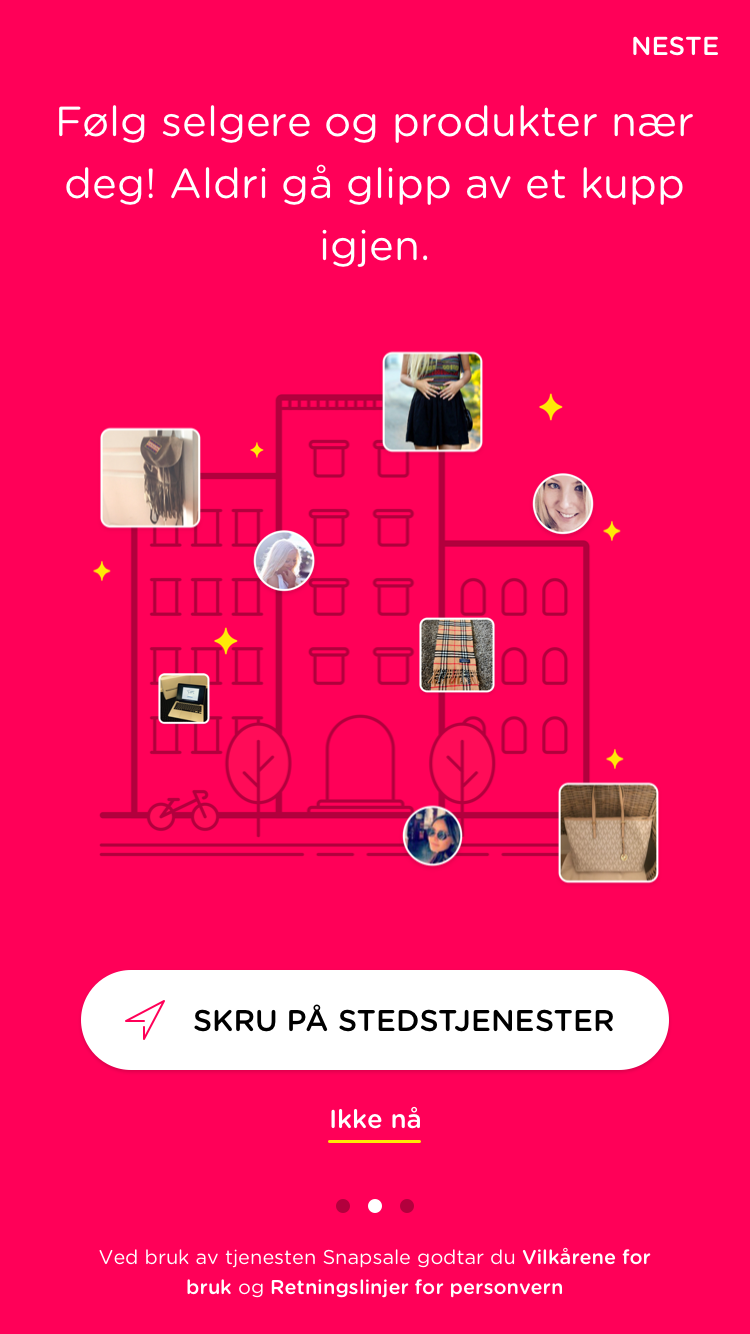 NESTE
Følg selgere og produkter nær
deg! Aldri gå glipp av et kupp
igjen.
SKRU PÅ STEDSTJENESTER
Ikke nå
Ved bruk av tjenesten Snapsale godtar du Vilkårene for
bruk og Retningslinjer for personvern